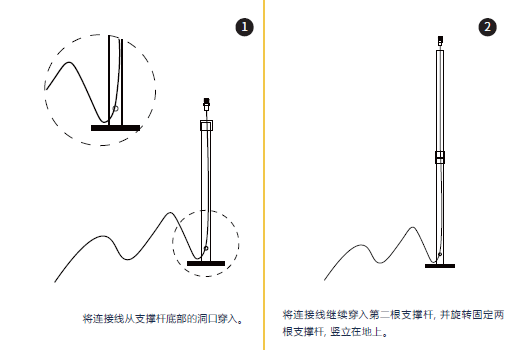 1
将连接线从支撑杆底部的洞口穿入。
2
将连接线继续穿入第二根支撑杆, 并旋转固定两
根支撑杆, 竖立在地上。